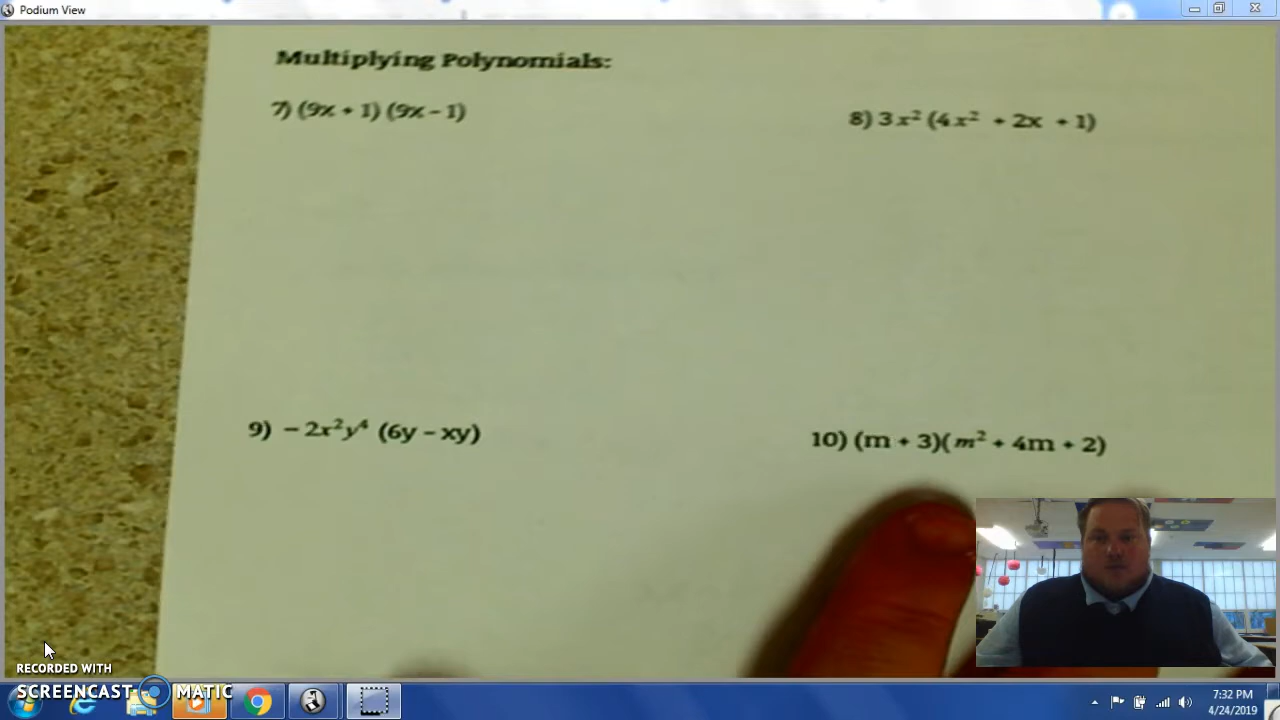 Podium View
Multiplying Polynomials:
7) (9x + 1) (9x − 1)
8) 3x² (4x² + 2x + 1)
9) − 2x²y⁴ (6y − xy)
10) (m + 3)(m² + 4m + 2)
RECORDED WITH
SCREENCAST MATIC
7:32 PM
4/24/2019